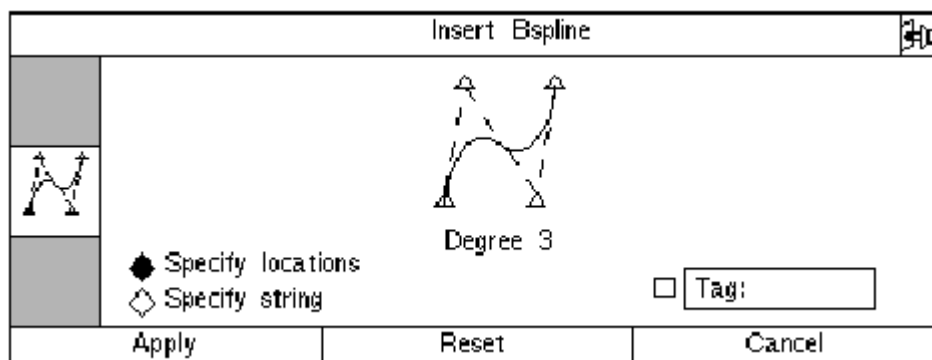 Insert Bspline
Degree 3
Specify locations
Specify string
Tag:
Apply
Reset
Cancel